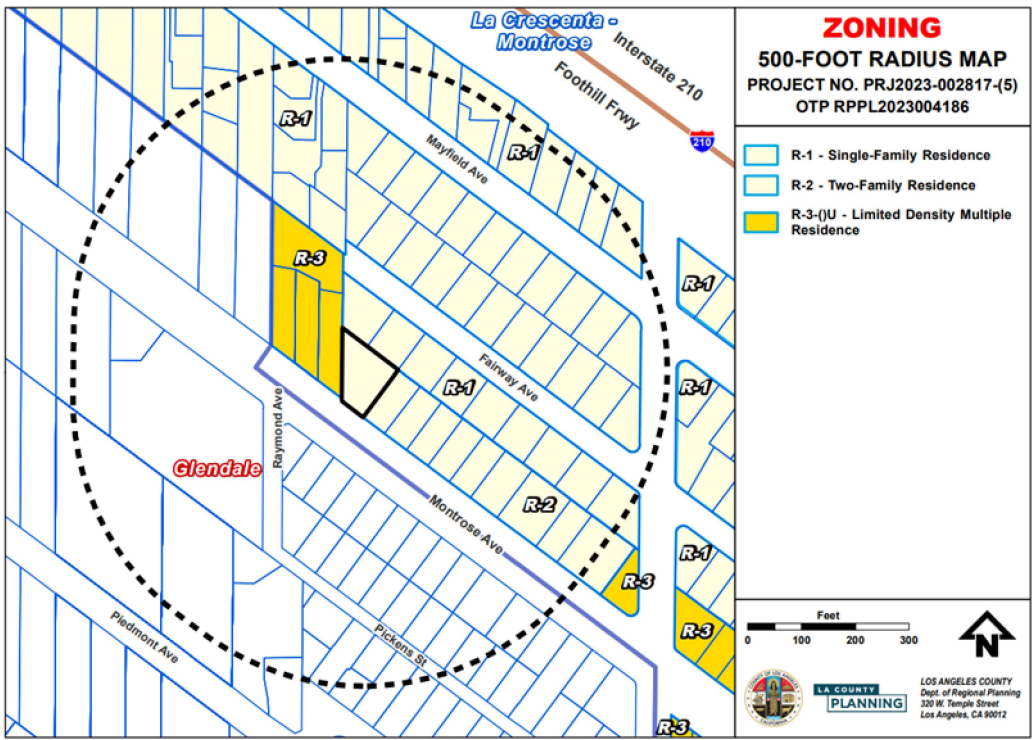 La Crescenta -
Montrose
Interstate 210
Foothill Frwy
210
R-1
Mayfield Ave
R-1
R-3
R-1
Fairway Ave
R-1
R-1
Raymond Ave
Glendale
R-2
Montrose Ave
R-1
R-3
Piedmont Ave
Pickens St
R-3
R-3
ZONING
500-FOOT RADIUS MAP
PROJECT NO. PRJ2023-002817-(5)
OTP RPPL2023004186
R-1 - Single-Family Residence
R-2 - Two-Family Residence
R-3-()U - Limited Density Multiple
Residence
Feet
0 100 200 300
N
LA COUNTY
PLANNING
LOS ANGELES COUNTY
Dept. of Regional Planning
320 W. Temple Street
Los Angeles, CA 90012